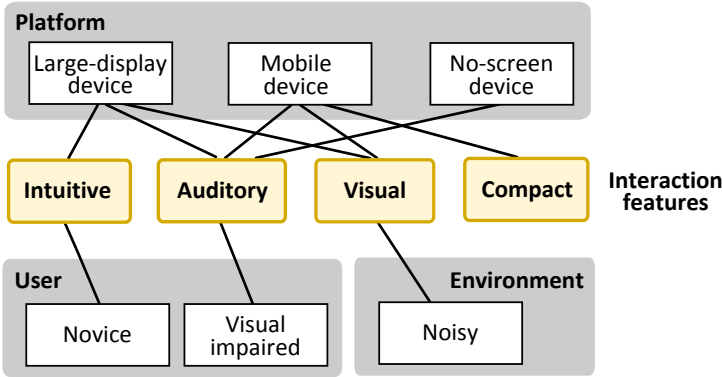 Platform
Large-display
device
Mobile
device
No-screen
device
Intuitive
Auditory
Visual
Compact
Interaction
features
User
Novice
Visual
impaired
Environment
Noisy